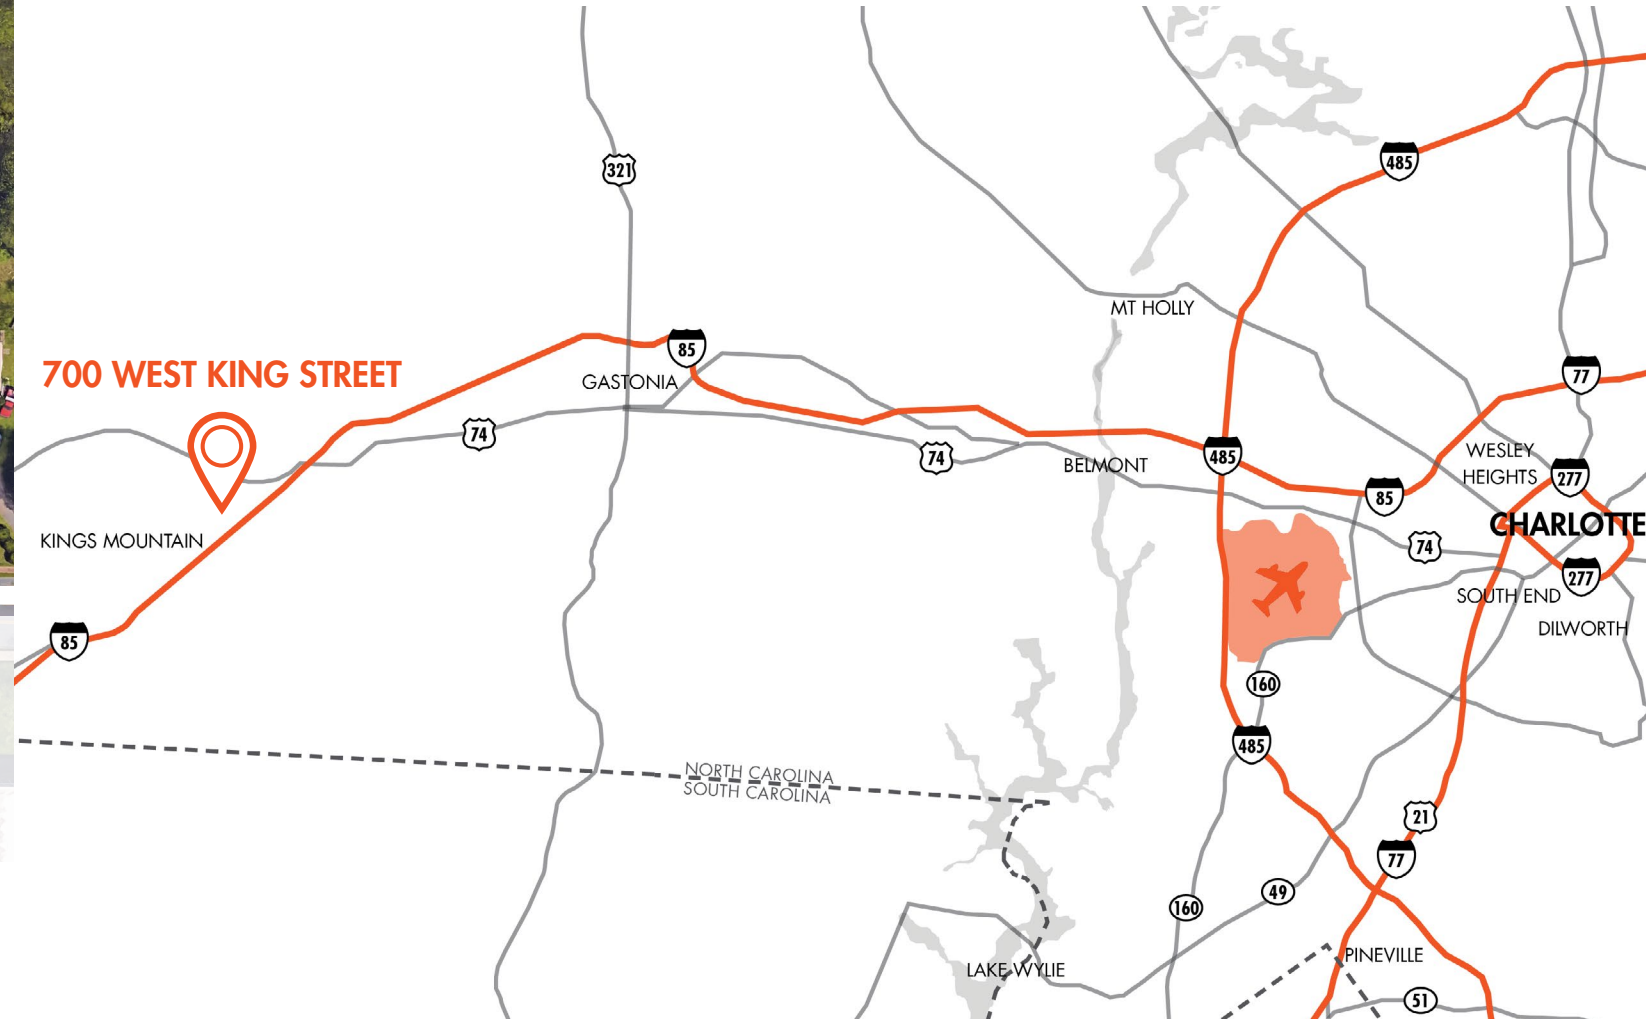 321
485
MT HOLLY
85
77
GASTONIA
700 WEST KING STREET
74
74
BELMONT
485
WESLEY
HEIGHTS
277
85
CHARLOTTE
KINGS MOUNTAIN
74
277
SOUTH END
DILWORTH
85
160
485
NORTH CAROLINA
SOUTH CAROLINA
21
77
49
160
PINEVILLE
LAKE WYLIE
51